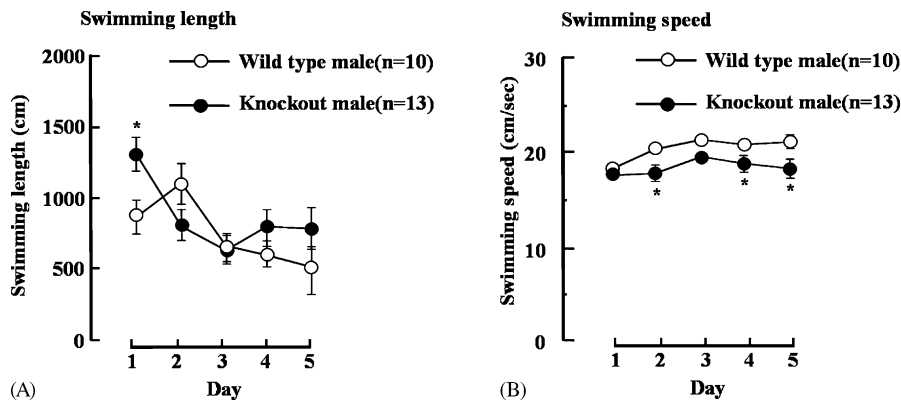 Swimming length
2000
1500
1000
500
0
Swimming length (cm)
Wild type male(n=10)
Knockout male(n=13)
*
1 2 3 4 5
Day
(A)
Swimming speed
30
20
10
0
Swimming speed (cm/sec)
Wild type male(n=10)
Knockout male(n=13)
* * *
1 2 3 4 5
Day
(B)